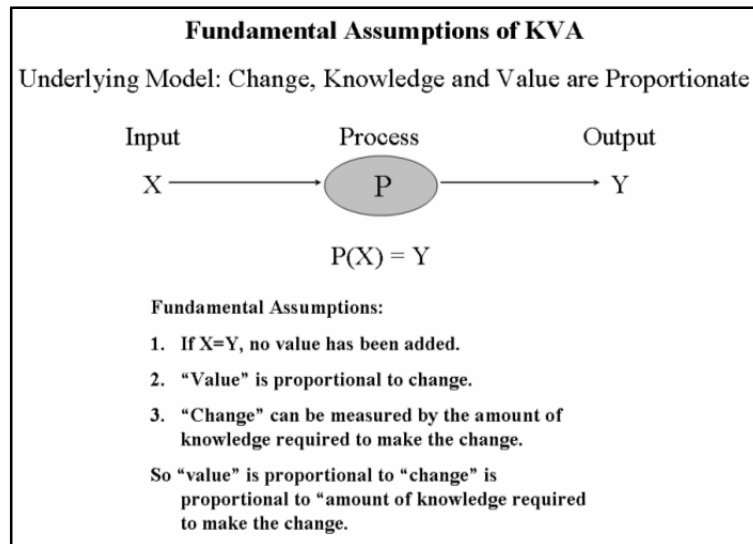 Fundamental Assumptions of KVA
Underlying Model: Change, Knowledge and Value are Proportionate
Input Process Output
X P Y
P(X) = Y
Fundamental Assumptions:
1. If X=Y, no value has been added.
2. “Value” is proportional to change.
3. “Change” can be measured by the amount of
knowledge required to make the change.
So “value” is proportional to “change” is
proportional to “amount of knowledge required
to make the change.